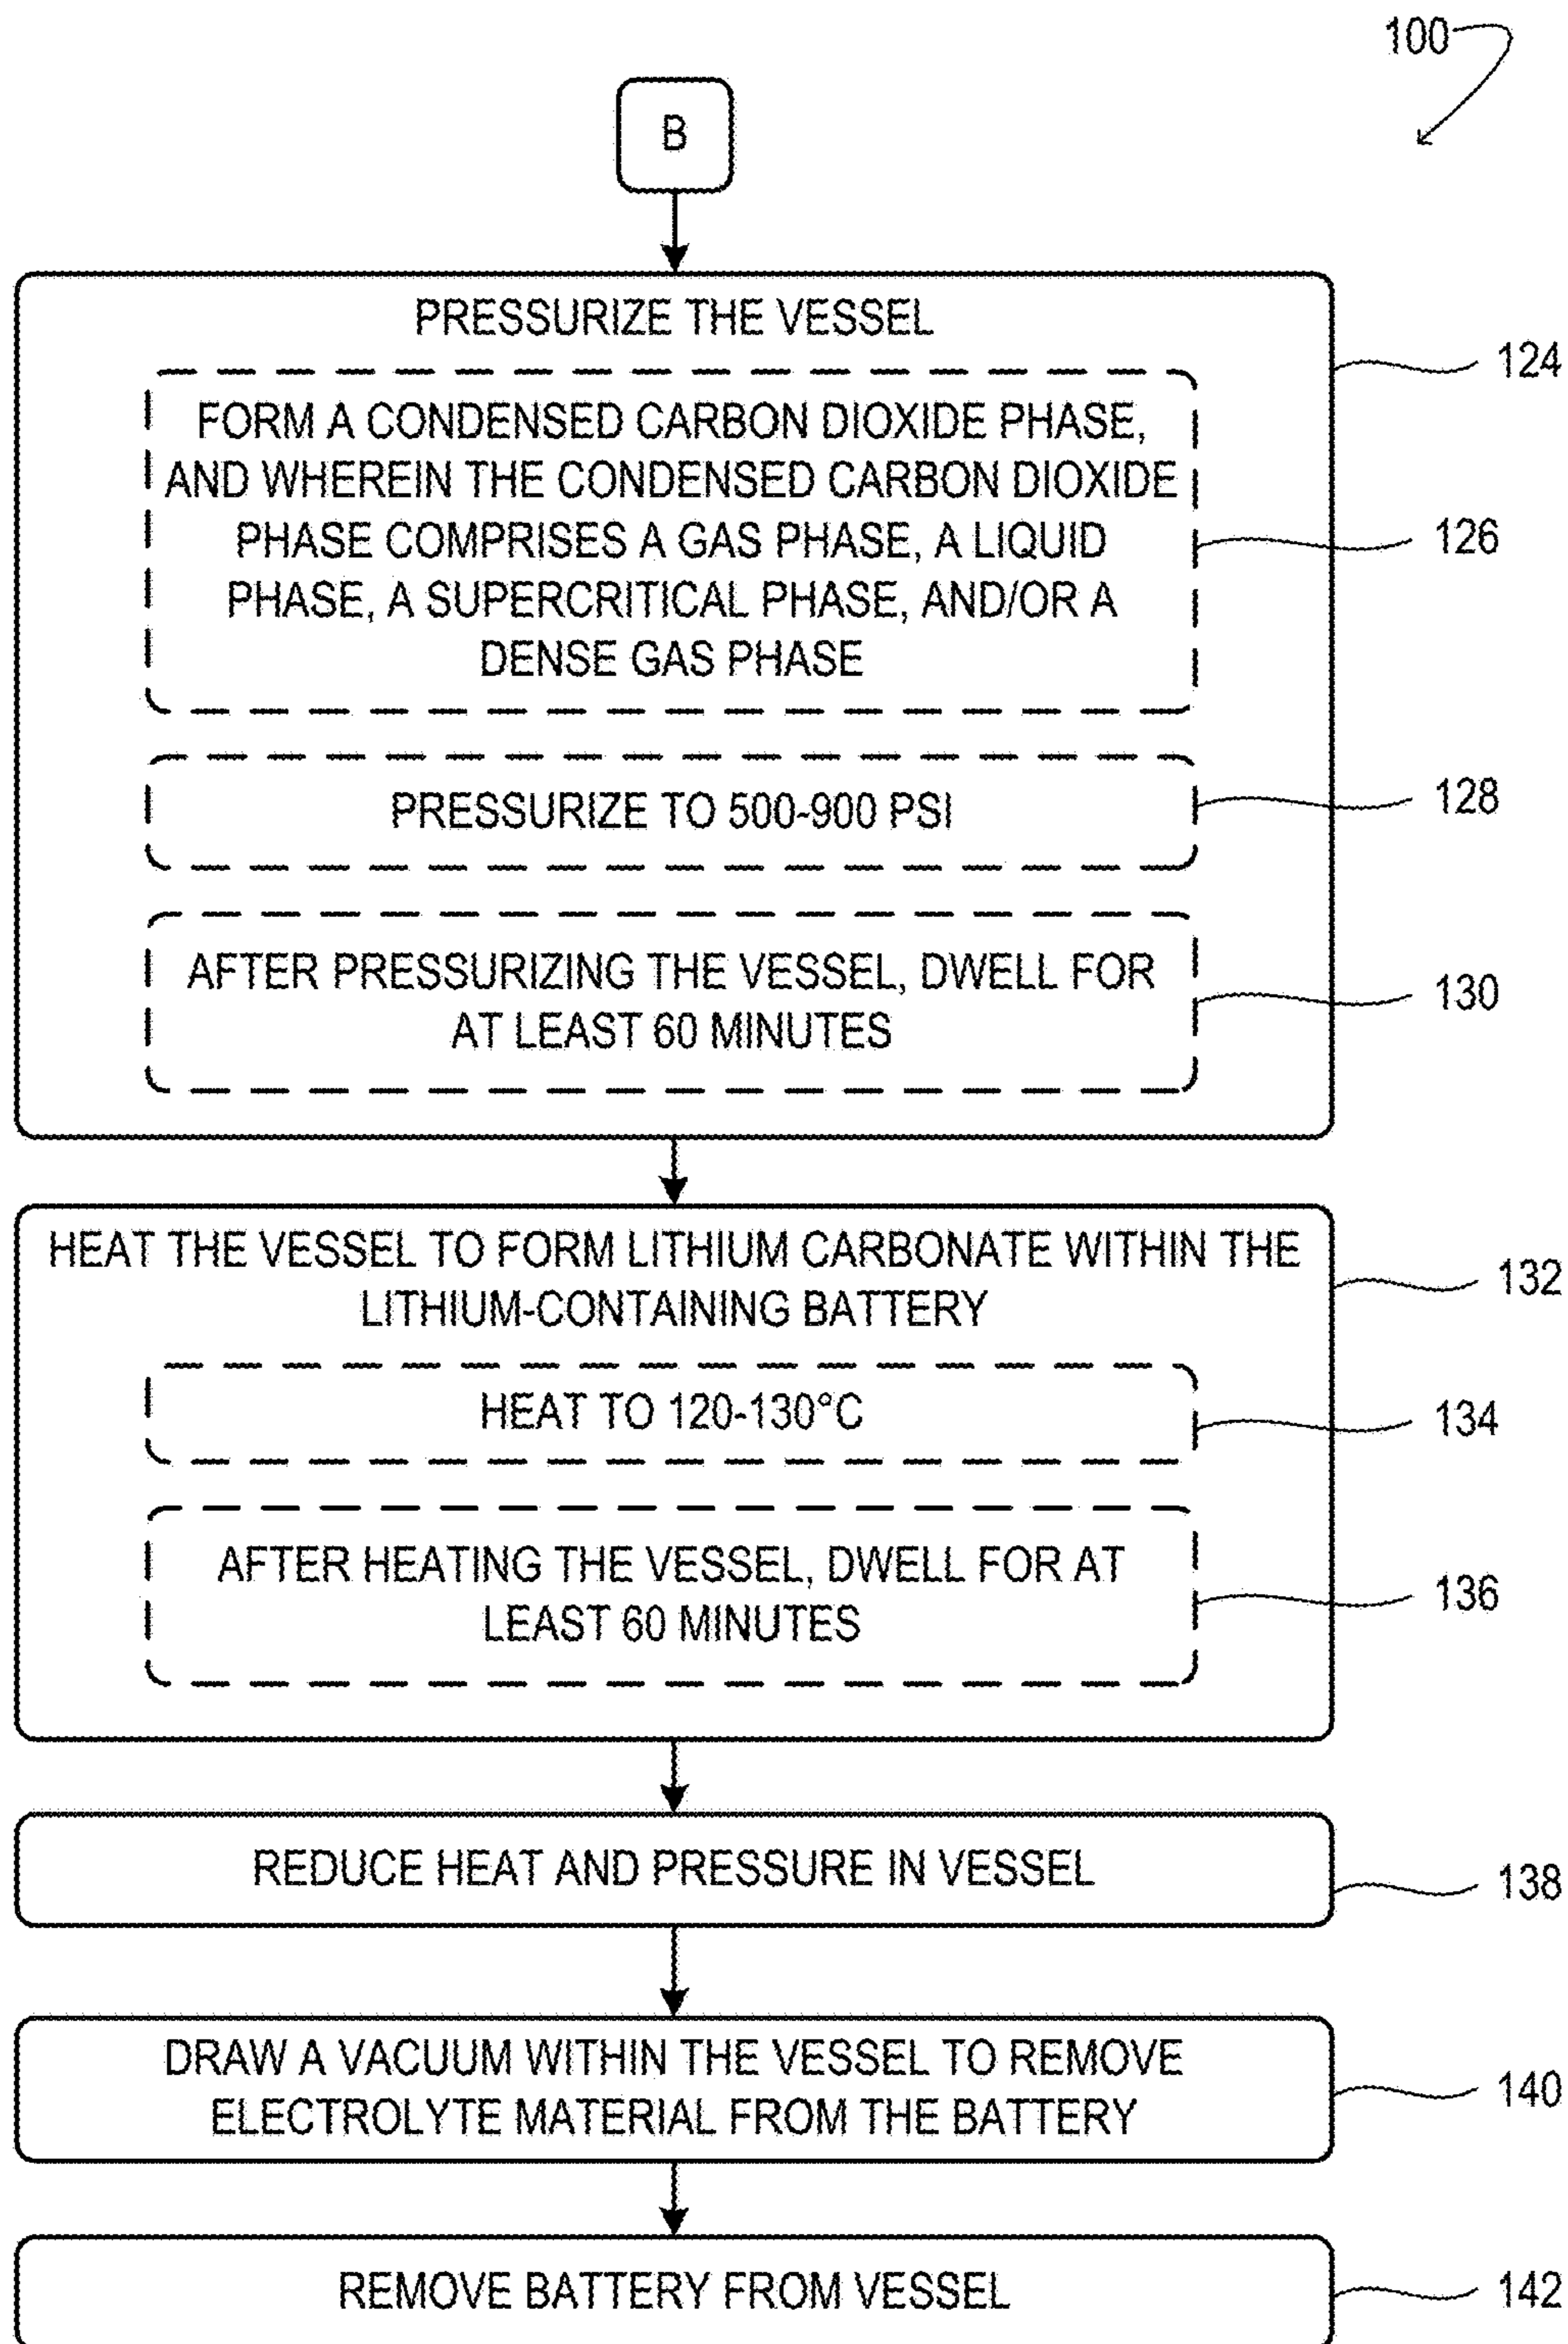 100
B
PRESSURIZE THE VESSEL
124
FORM A CONDENSED CARBON DIOXIDE PHASE,
AND WHEREIN THE CONDENSED CARBON DIOXIDE
PHASE COMPRISES A GAS PHASE, A LIQUID
PHASE, A SUPERCRITICAL PHASE, AND/OR A
DENSE GAS PHASE
126
PRESSURIZE TO 500-900 PSI
128
AFTER PRESSURIZING THE VESSEL, DWELL FOR
AT LEAST 60 MINUTES
130
HEAT THE VESSEL TO FORM LITHIUM CARBONATE WITHIN THE
LITHIUM-CONTAINING BATTERY
132
HEAT TO 120-130°C
134
AFTER HEATING THE VESSEL, DWELL FOR AT
LEAST 60 MINUTES
136
REDUCE HEAT AND PRESSURE IN VESSEL
138
DRAW A VACUUM WITHIN THE VESSEL TO REMOVE
ELECTROLYTE MATERIAL FROM THE BATTERY
140
REMOVE BATTERY FROM VESSEL
142